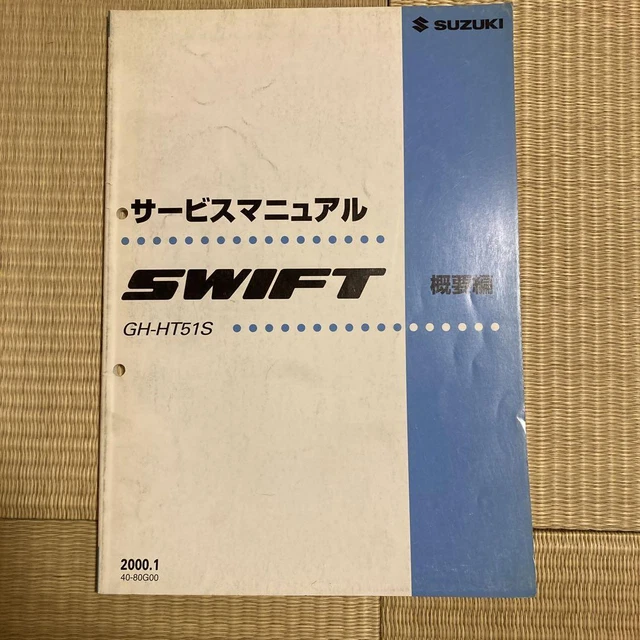 SUZUKI
サービスマニュアル
SWIFT 概要編
GH-HT51S
2000.1
40-80G00